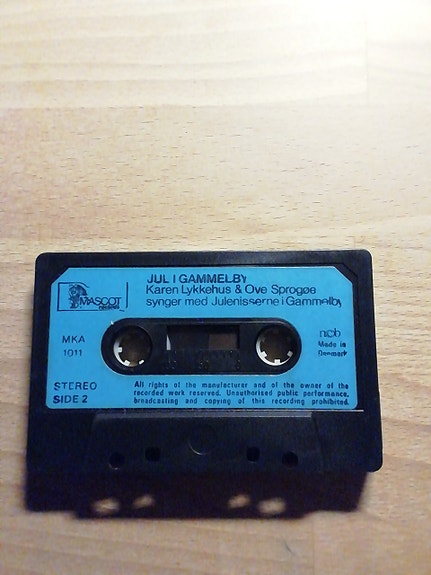 JUL I GAMMELBY
Karen Lykkehus & Ove Sprogøe
synger med Julenisserne i Gammelby
MASCOT
records
MKA
1011
ncb
Made in
Denmark
STEREO
SIDE 2
All rights of the manufacturer and of the owner of the
recorded work reserved. Unauthorised public performance,
broadcasting and copying of this recording prohibited.